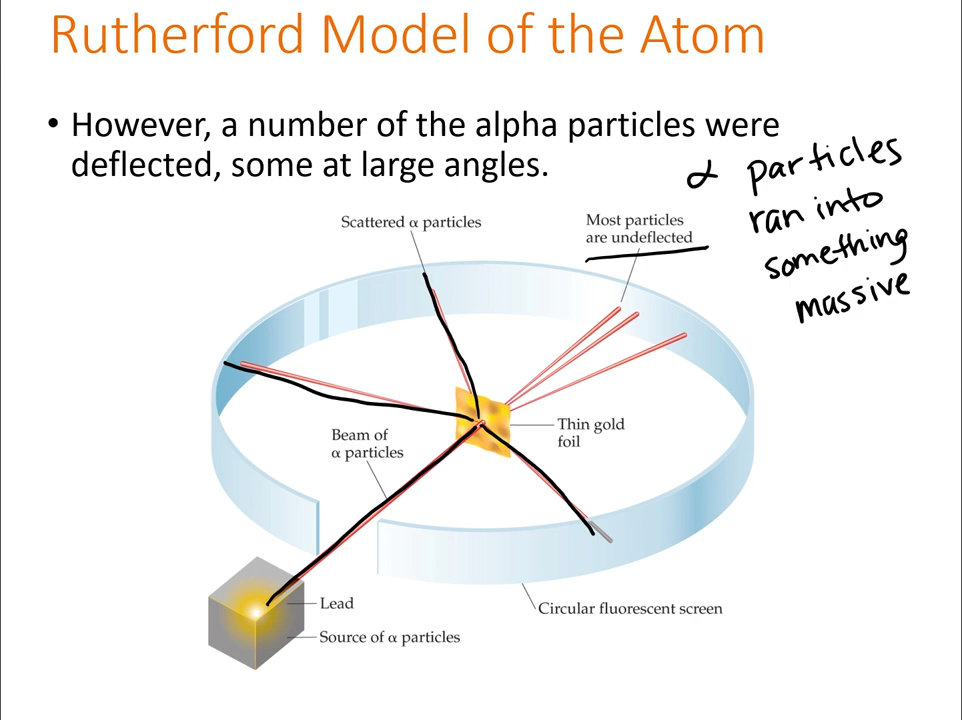 Rutherford Model of the Atom
• However, a number of the alpha particles were
deflected, some at large angles.
α particles
ran into
something
massive
Scattered α particles
Most particles
are undeflected
Beam of
α particles
Thin gold
foil
Lead
Source of α particles
Circular fluorescent screen